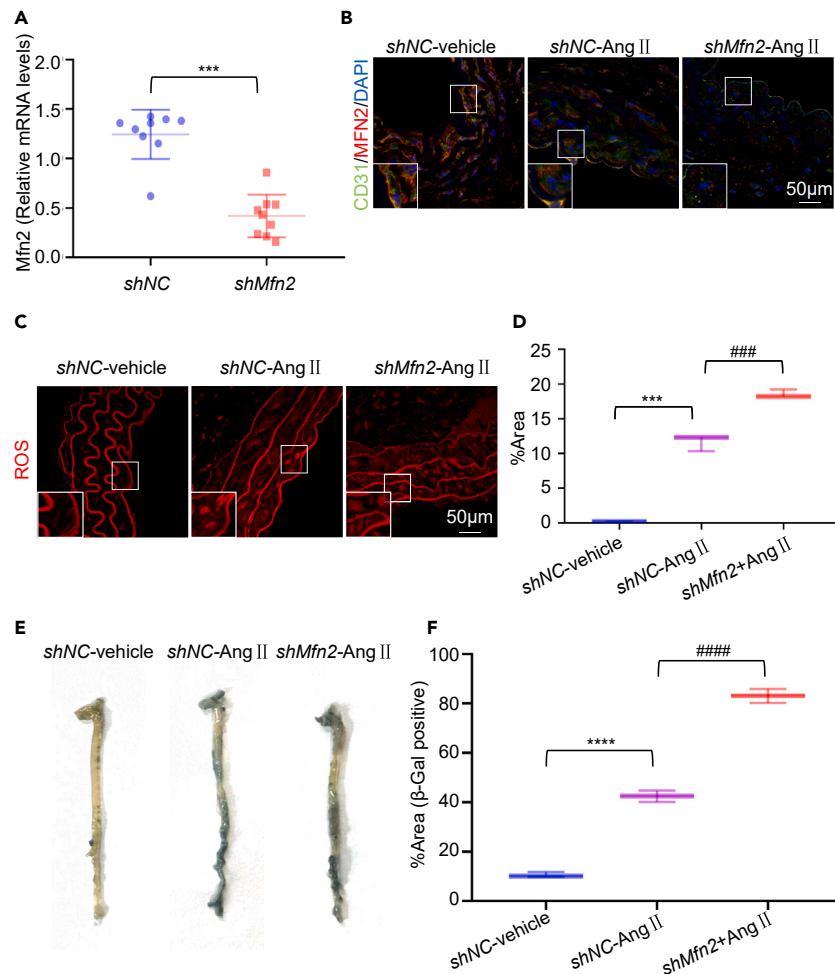 A
Mfn2 (Relative mRNA levels)
2.0
1.5
1.0
0.5
0.0
***
shNC
shMfn2
B
shNC-vehicle
shNC-Ang Ⅱ
shMfn2-Ang Ⅱ
CD31/MFN2/DAPI
50μm
C
shNC-vehicle
shNC-Ang Ⅱ
shMfn2-Ang Ⅱ
ROS
50μm
D
%Area
25
20
15
10
5
0
***
###
shNC-vehicle
shNC-Ang Ⅱ
shMfn2+Ang Ⅱ
E
shNC-vehicle
shNC-Ang Ⅱ
shMfn2-Ang Ⅱ
F
%Area (β-Gal positive)
100
80
60
40
20
0
****
####
shNC-vehicle
shNC-Ang Ⅱ
shMfn2+Ang Ⅱ